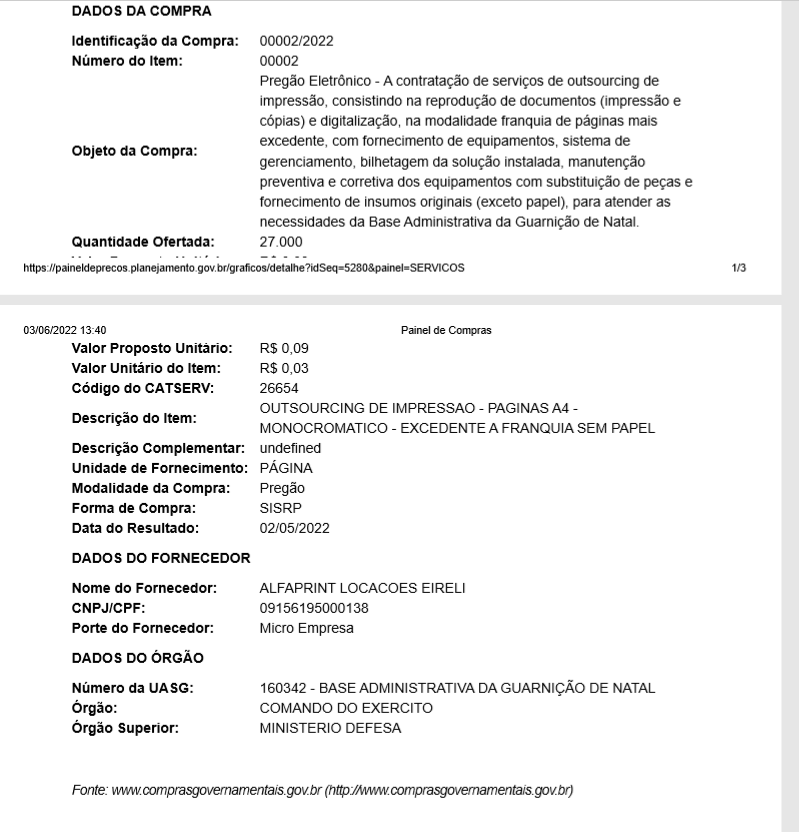 DADOS DA COMPRA
Identificação da Compra: 00002/2022
Número do Item: 00002
Objeto da Compra: Pregão Eletrônico - A contratação de serviços de outsourcing de
impressão, consistindo na reprodução de documentos (impressão e
cópias) e digitalização, na modalidade franquia de páginas mais
excedente, com fornecimento de equipamentos, sistema de
gerenciamento, bilhetagem da solução instalada, manutenção
preventiva e corretiva dos equipamentos com substituição de peças e
fornecimento de insumos originais (exceto papel), para atender as
necessidades da Base Administrativa da Guarnição de Natal.
Quantidade Ofertada: 27.000
https://paineldeprecos.planejamento.gov.br/graficos/detalhe?idSeq=5280&painel=SERVICOS 1/3
03/06/2022 13:40 Painel de Compras
Valor Proposto Unitário: R$ 0,09
Valor Unitário do Item: R$ 0,03
Código do CATSERV: 26654
Descrição do Item: OUTSOURCING DE IMPRESSAO - PAGINAS A4 -
MONOCROMATICO - EXCEDENTE A FRANQUIA SEM PAPEL
Descrição Complementar: undefined
Unidade de Fornecimento: PÁGINA
Modalidade da Compra: Pregão
Forma de Compra: SISRP
Data do Resultado: 02/05/2022
DADOS DO FORNECEDOR
Nome do Fornecedor: ALFAPRINT LOCACOES EIRELI
CNPJ/CPF: 09156195000138
Porte do Fornecedor: Micro Empresa
DADOS DO ÓRGÃO
Número da UASG: 160342 - BASE ADMINISTRATIVA DA GUARNIÇÃO DE NATAL
Órgão: COMANDO DO EXERCITO
Órgão Superior: MINISTERIO DEFESA
Fonte: www.comprasgovernamentais.gov.br (http://www.comprasgovernamentais.gov.br)